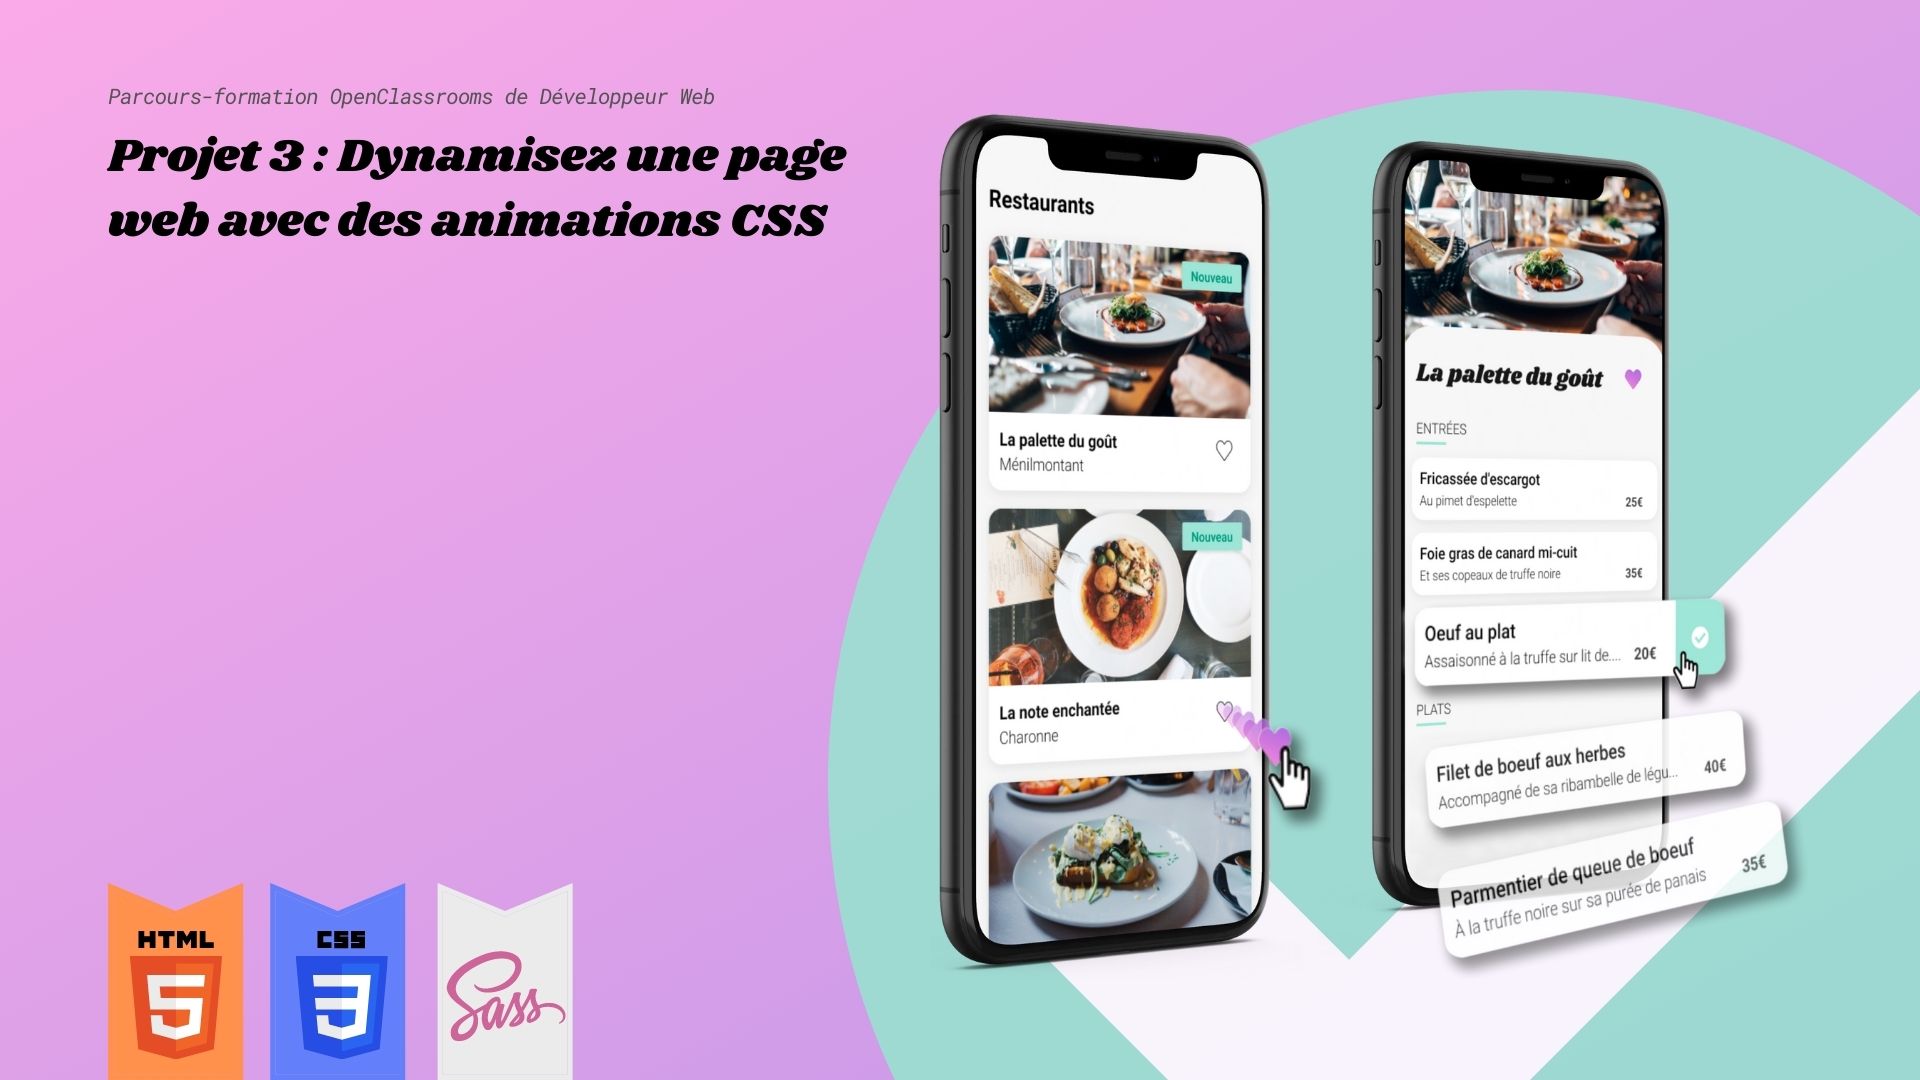 Parcours-formation OpenClassrooms de Développeur Web
Projet 3 : Dynamisez une page
web avec des animations CSS
HTML
5
CSS
3
Sass
Restaurants
Nouveau
La palette du goût
Ménilmontant
Nouveau
La note enchantée
Charonne
La palette du goût
ENTRÉES
Fricassée d'escargot
Au pimet d'espelette
25€
Foie gras de canard mi-cuit
Et ses copeaux de truffe noire
35€
Oeuf au plat
Assaisonné à la truffe sur lit de....
20€
PLATS
Filet de boeuf aux herbes
Accompagné de sa ribambelle de légu...
40€
Parmentier de queue de boeuf
À la truffe noire sur sa purée de panais
35€